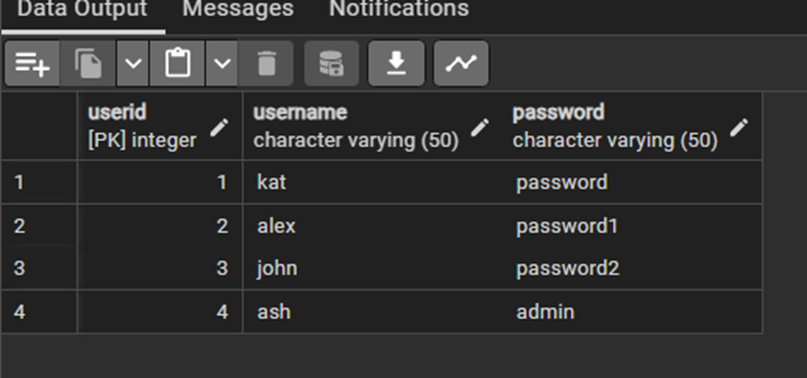 Data Output Messages Notifications
userid username password
[PK] integer character varying (50) character varying (50)
1 1 kat password
2 2 alex password1
3 3 john password2
4 4 ash admin